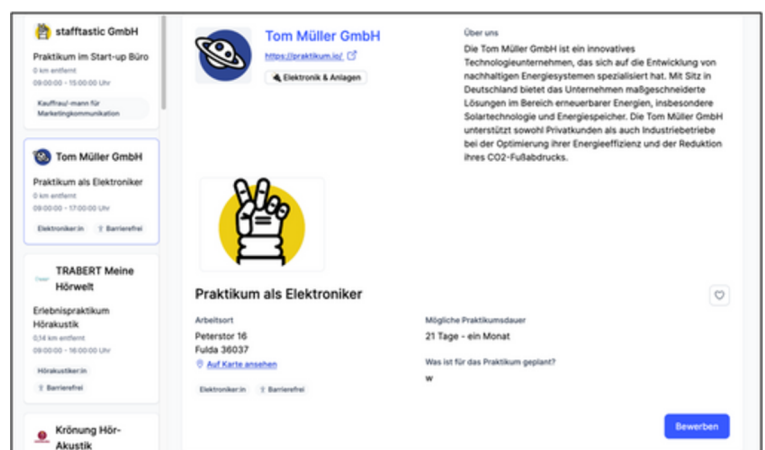 stafftastic GmbH
Praktikum im Start-up Büro
0 km entfernt
09:00:00 - 15:00:00 Uhr
Kauffrau/-mann für
Marketingkommunikation
Tom Müller GmbH
Praktikum als Elektroniker
0 km entfernt
09:00:00 - 17:00:00 Uhr
Elektroniker:in
Barrierefrei
TRABERT Meine
Hörwelt
Erlebnispraktikum
Hörakustik
0,14 km entfernt
09:00:00 - 16:00:00 Uhr
Hörakustiker:in
Barrierefrei
Krönung Hör-
Akustik
Tom Müller GmbH
https://praktikum.io/
Elektronik & Anlagen
Über uns
Die Tom Müller GmbH ist ein innovatives
Technologieunternehmen, das sich auf die Entwicklung von
nachhaltigen Energiesystemen spezialisiert hat. Mit Sitz in
Deutschland bietet das Unternehmen maßgeschneiderte
Lösungen im Bereich erneuerbarer Energien, insbesondere
Solartechnologie und Energiespeicher. Die Tom Müller GmbH
unterstützt sowohl Privatkunden als auch Industriebetriebe
bei der Optimierung ihrer Energieeffizienz und der Reduktion
ihres CO2-Fußabdrucks.
Praktikum als Elektroniker
Arbeitsort
Peterstor 16
Fulda 36037
Auf Karte ansehen
Elektroniker:in
Barrierefrei
Mögliche Praktikumsdauer
21 Tage - ein Monat
Was ist für das Praktikum geplant?
w
Bewerben